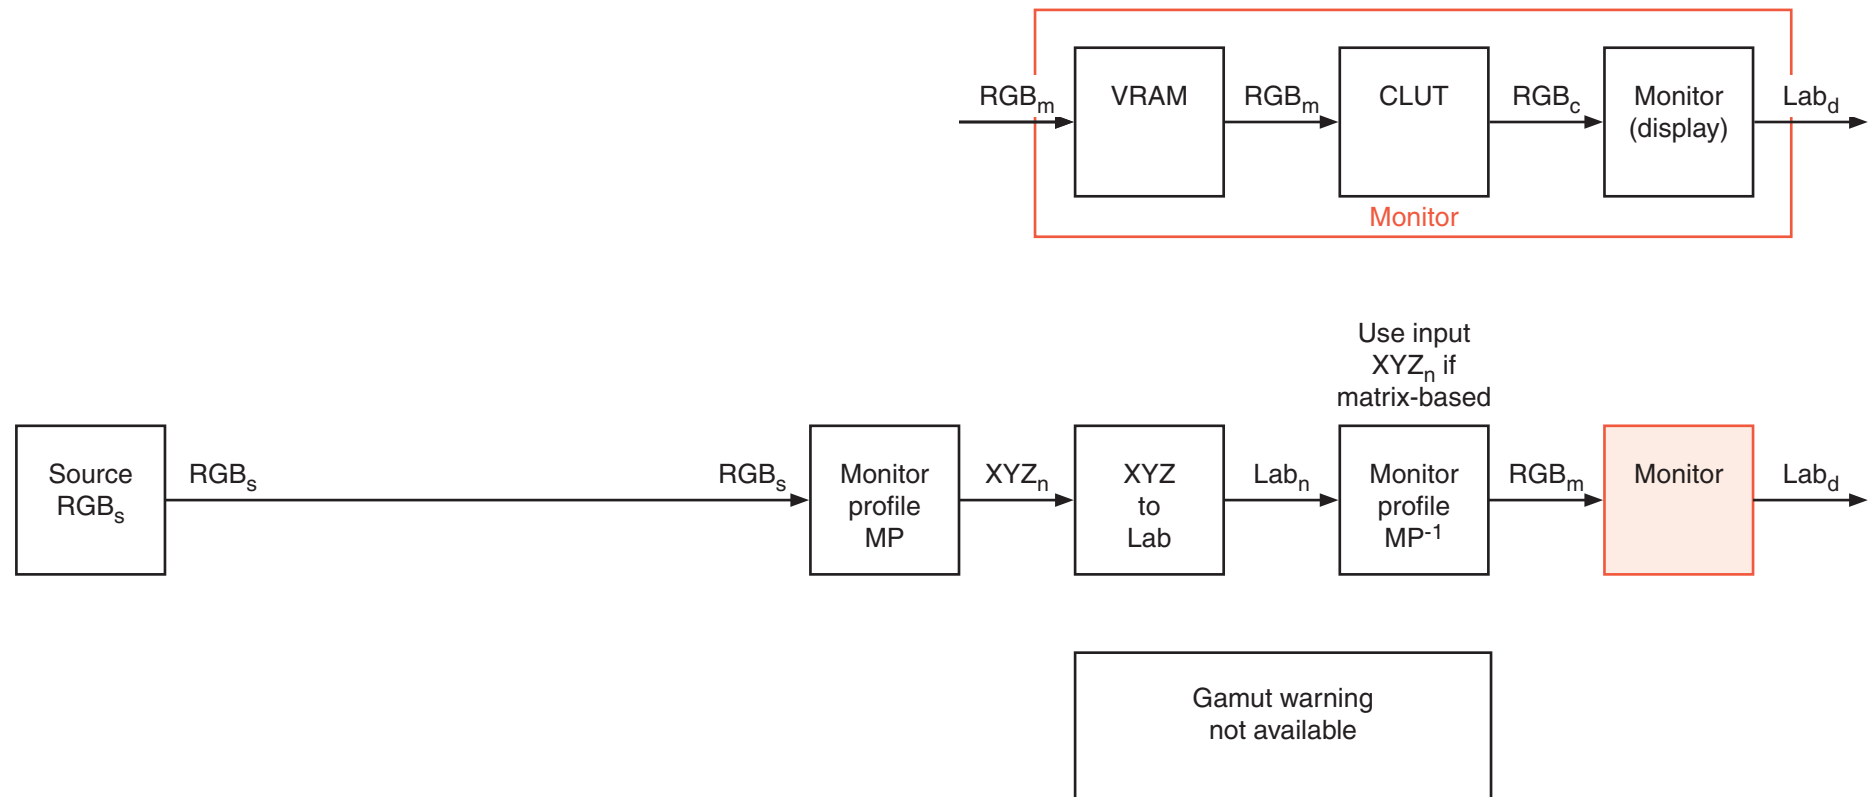 RGBm
VRAM
RGBm
CLUT
RGBc
Monitor
(display)
Labd
Monitor
Use input
XYZn if
matrix-based
Source
RGBs
RGBs
RGBs
Monitor
profile
MP
XYZn
XYZ
to
Lab
Labn
Monitor
profile
MP-1
RGBm
Monitor
Labd
Gamut warning
not available